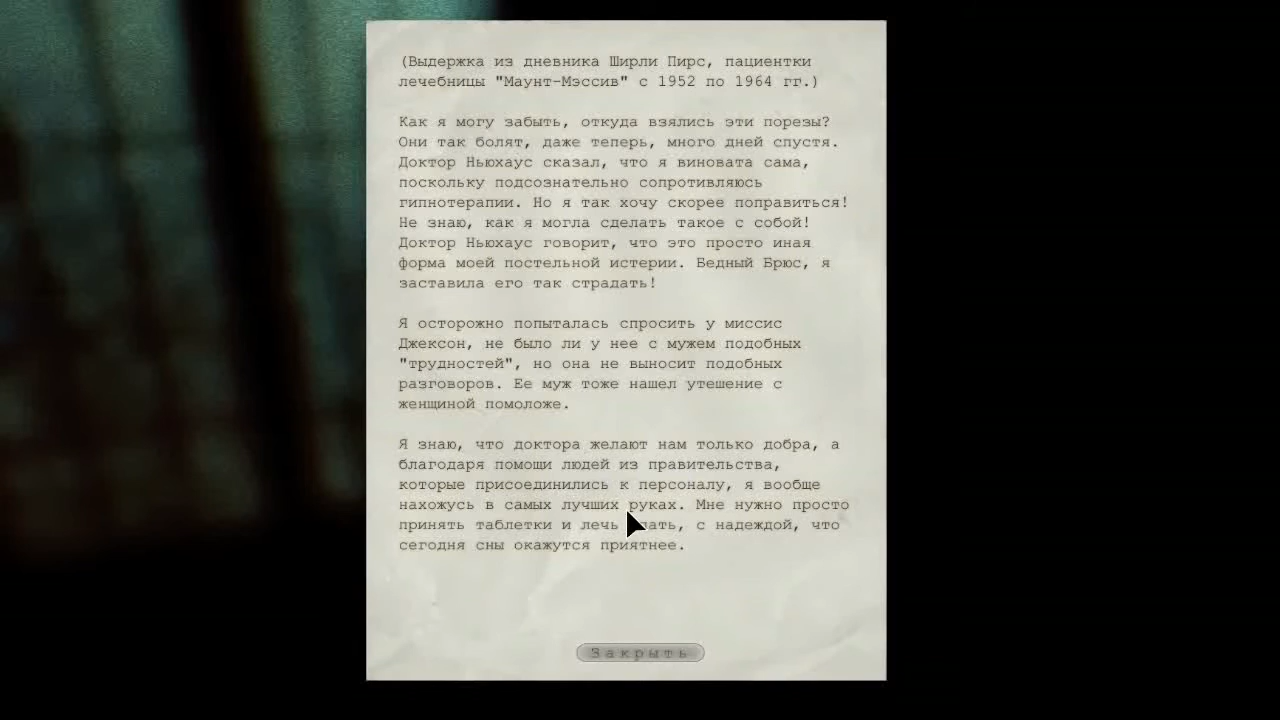 (Выдержка из дневника Ширли Пирс, пациентки
лечебницы "Маунт-Мэссив" с 1952 по 1964 гг.)
Как я могу забыть, откуда взялись эти порезы?
Они так болят, даже теперь, много дней спустя.
Доктор Ньюхаус сказал, что я виновата сама,
поскольку подсознательно сопротивляюсь
гипнотерапии. Но я так хочу скорее поправиться!
Не знаю, как я могла сделать такое с собой!
Доктор Ньюхаус говорит, что это просто иная
форма моей постельной истерии. Бедный Брюс, я
заставила его так страдать!
Я осторожно попыталась спросить у миссис
Джексон, не было ли у нее с мужем подобных
"трудностей", но она не выносит подобных
разговоров. Ее муж тоже нашел утешение с
женщиной помоложе.
Я знаю, что доктора желают нам только добра, а
благодаря помощи людей из правительства,
которые присоединились к персоналу, я вообще
нахожусь в самых лучших руках. Мне нужно просто
принять таблетки и лечь спать, с надеждой, что
сегодня сны окажутся приятнее.
Закрыть